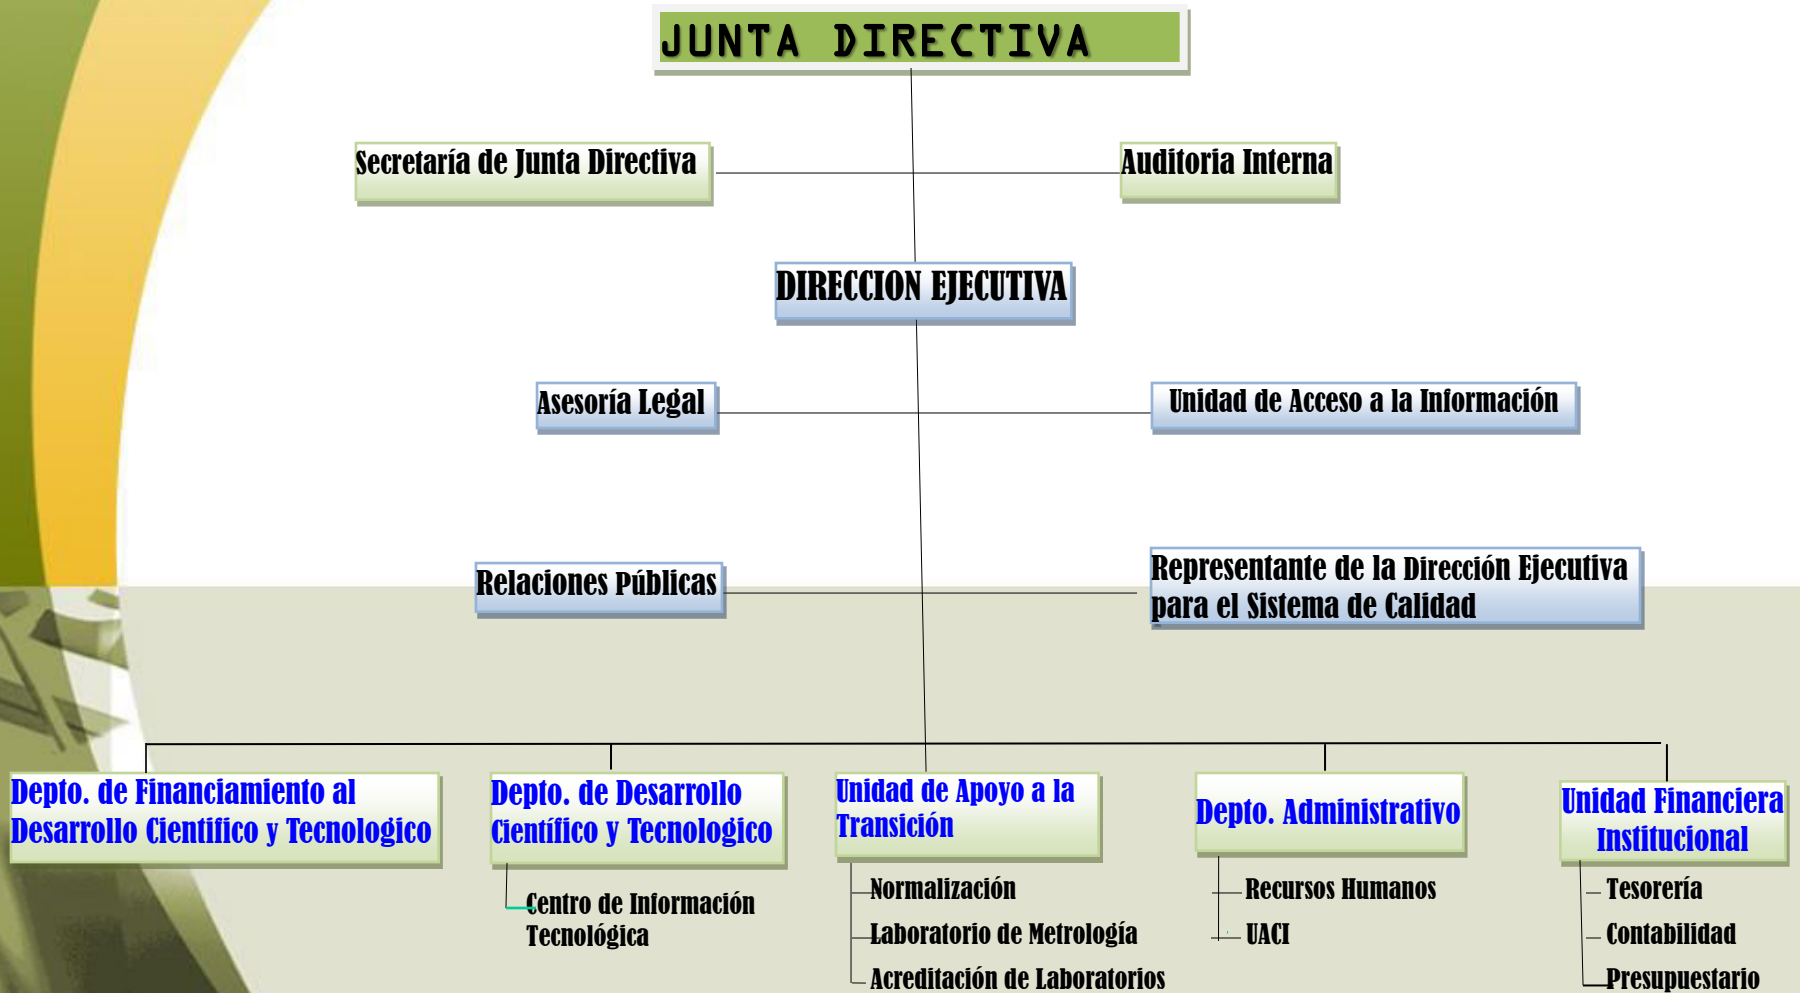 JUNTA DIRECTIVA
Secretaría de Junta Directiva
Auditoria Interna
DIRECCION EJECUTIVA
Asesoría Legal
Unidad de Acceso a la Información
Relaciones Públicas
Representante de la Dirección Ejecutiva
para el Sistema de Calidad
Depto. de Financiamiento al
Desarrollo Cientifico y Tecnologico
Depto. de Desarrollo
Científico y Tecnologico
Centro de Información
Tecnológica
Unidad de Apoyo a la
Transición
Normalización
Laboratorio de Metrología
Acreditación de Laboratorios
Depto. Administrativo
Recursos Humanos
UACI
Unidad Financiera
Institucional
Tesorería
Contabilidad
Presupuestario